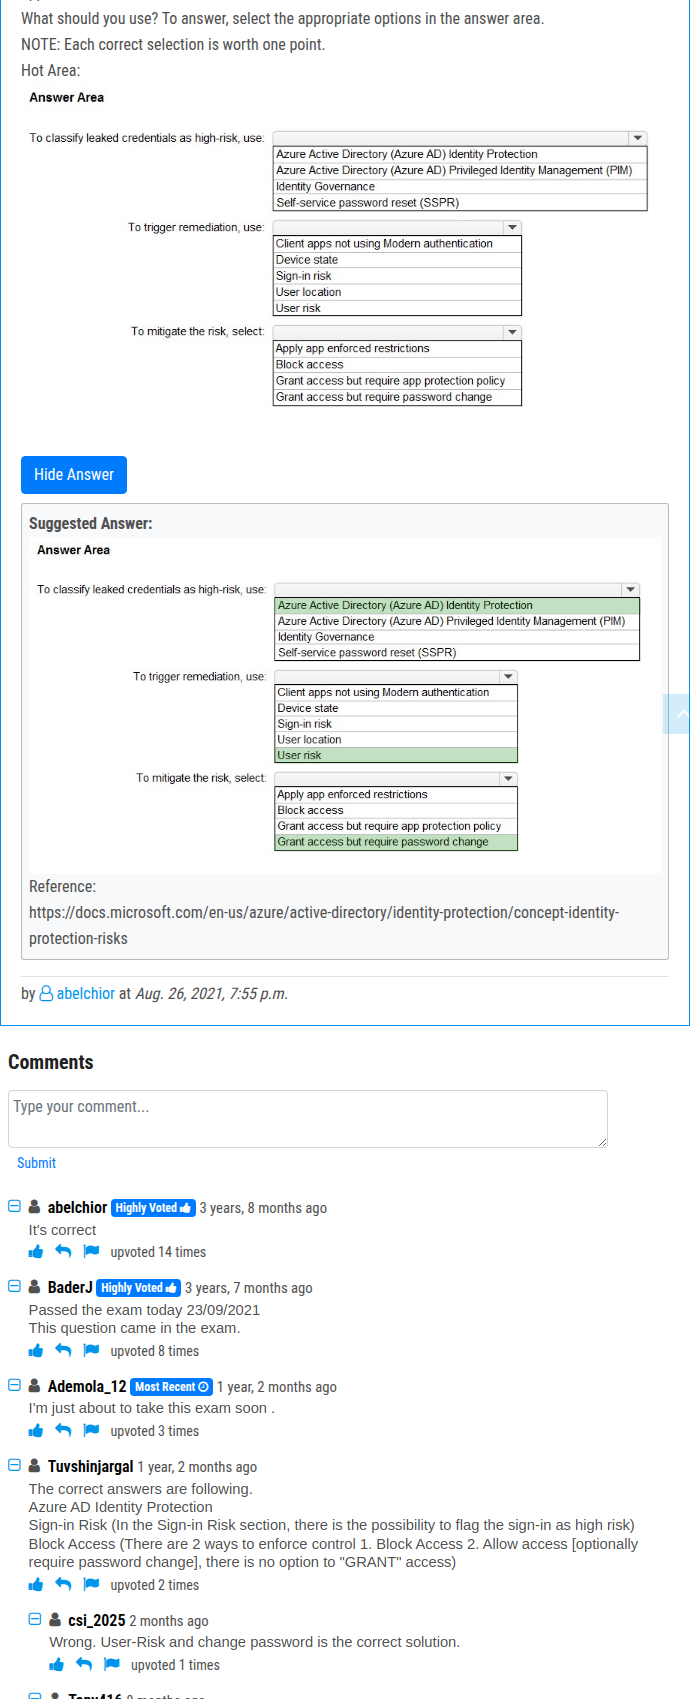 What should you use? To answer, select the appropriate options in the answer area.
NOTE: Each correct selection is worth one point.
Hot Area:
Answer Area
To classify leaked credentials as high-risk, use:
Azure Active Directory (Azure AD) Identity Protection
Azure Active Directory (Azure AD) Privileged Identity Management (PIM)
Identity Governance
Self-service password reset (SSPR)
To trigger remediation, use:
Client apps not using Modern authentication
Device state
Sign-in risk
User location
User risk
To mitigate the risk, select:
Apply app enforced restrictions
Block access
Grant access but require app protection policy
Grant access but require password change
Hide Answer
Suggested Answer:
Answer Area
To classify leaked credentials as high-risk, use:
Azure Active Directory (Azure AD) Identity Protection
Azure Active Directory (Azure AD) Privileged Identity Management (PIM)
Identity Governance
Self-service password reset (SSPR)
To trigger remediation, use:
Client apps not using Modern authentication
Device state
Sign-in risk
User location
User risk
To mitigate the risk, select:
Apply app enforced restrictions
Block access
Grant access but require app protection policy
Grant access but require password change
Reference:
https://docs.microsoft.com/en-us/azure/active-directory/identity-protection/concept-identity-
protection-risks
by abelchior at Aug. 26, 2021, 7:55 p.m.
Comments
Type your comment...
Submit
abelchior Highly Voted 3 years, 8 months ago
It's correct
upvoted 14 times
BaderJ Highly Voted 3 years, 7 months ago
Passed the exam today 23/09/2021
This question came in the exam.
upvoted 8 times
Ademola_12 Most Recent 1 year, 2 months ago
I'm just about to take this exam soon .
upvoted 3 times
Tuvshinjargal 1 year, 2 months ago
The correct answers are following.
Azure AD Identity Protection
Sign-in Risk (In the Sign-in Risk section, there is the possibility to flag the sign-in as high risk)
Block Access (There are 2 ways to enforce control 1. Block Access 2. Allow access [optionally
require password change], there is no option to "GRANT" access)
upvoted 2 times
csi_2025 2 months ago
Wrong. User-Risk and change password is the correct solution.
upvoted 1 times